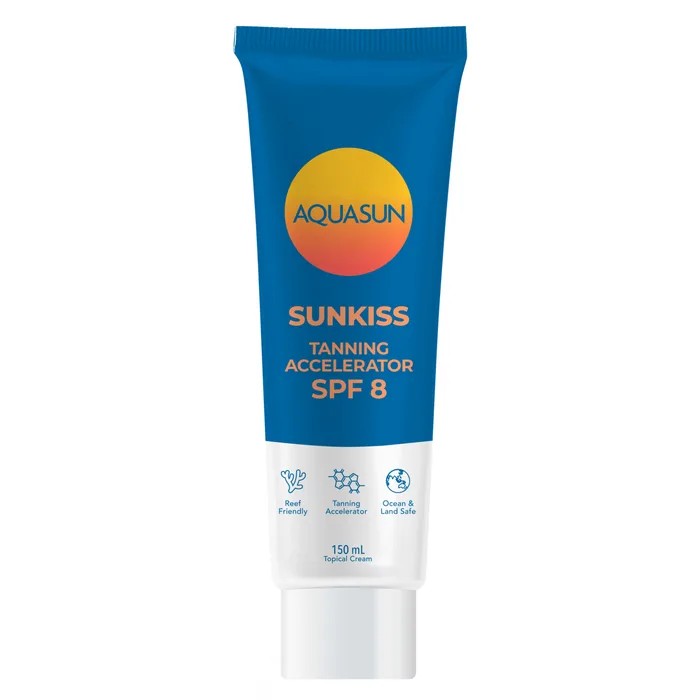 AQUASUN
SUNKISS
TANNING
ACCELERATOR
SPF 8
Reef
Friendly
Tanning
Accelerator
Ocean &
Land Safe
150 mL
Topical Cream